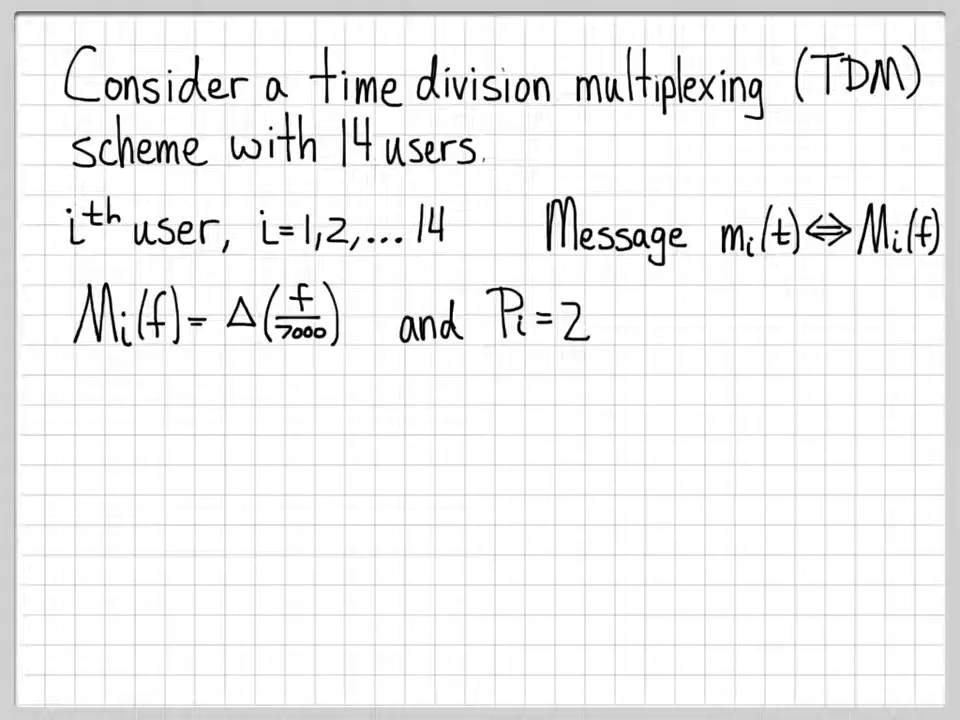 Consider a time division multiplexing (TDM)
scheme with 14 users.
iᵗʰ user, i=1,2,... 14 Message mᵢ(t)⇔Mᵢ(f)
Mᵢ(f)= Δ(f/7000) and Pᵢ=2